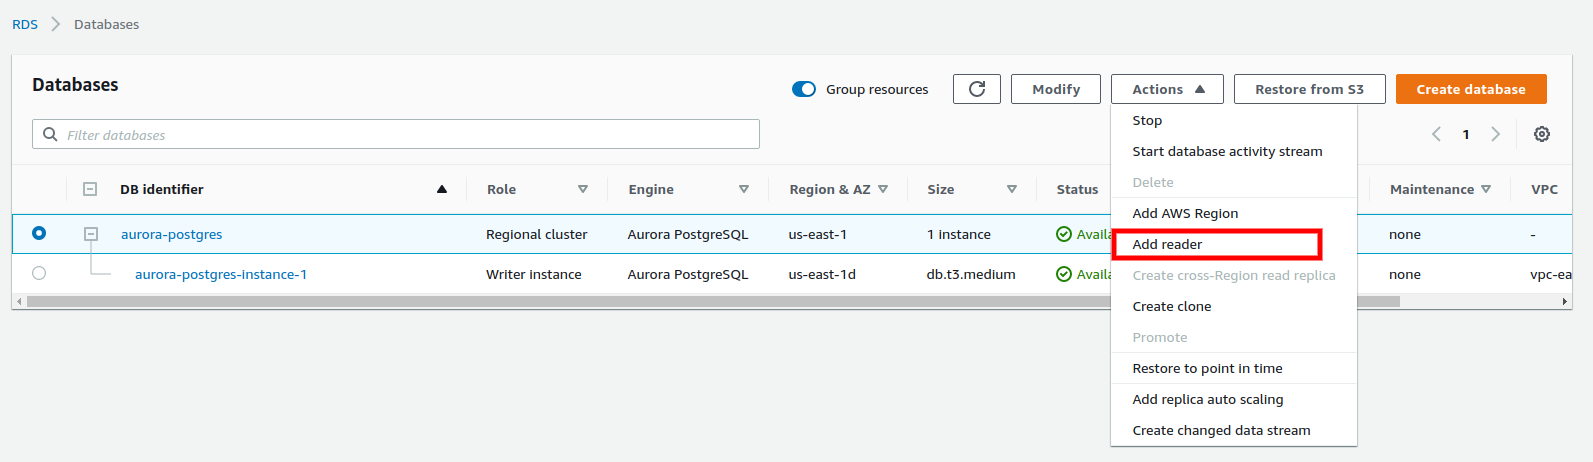 RDS Databases
Databases
Group resources Modify Actions Restore from S3 Create database
Filter databases
1
Stop
Start database activity stream
Delete
Add AWS Region
Add reader
Create cross-Region read replica
Create clone
Promote
Restore to point in time
Add replica auto scaling
Create changed data stream
DB identifier Role Engine Region & AZ Size Status Maintenance VPC
aurora-postgres Regional cluster Aurora PostgreSQL us-east-1 1 instance Availa none -
aurora-postgres-instance-1 Writer instance Aurora PostgreSQL us-east-1d db.t3.medium Availa none vpc-ea